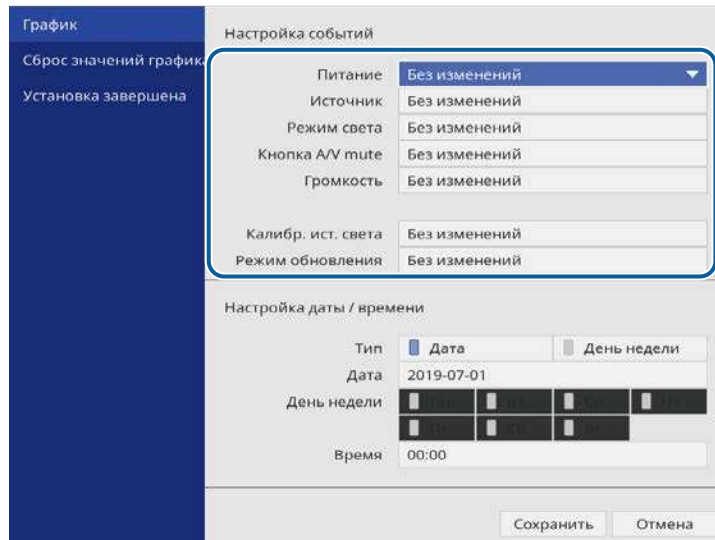 График
Сброс значений график
Установка завершена
Настройка событий
Питание Без изменений
Источник Без изменений
Режим света Без изменений
Кнопка A/V mute Без изменений
Громкость Без изменений
Калибр. ист. света Без изменений
Режим обновления Без изменений
Настройка даты / времени
Тип Дата День недели
Дата 2019-07-01
День недели
Время 00:00
Сохранить Отмена